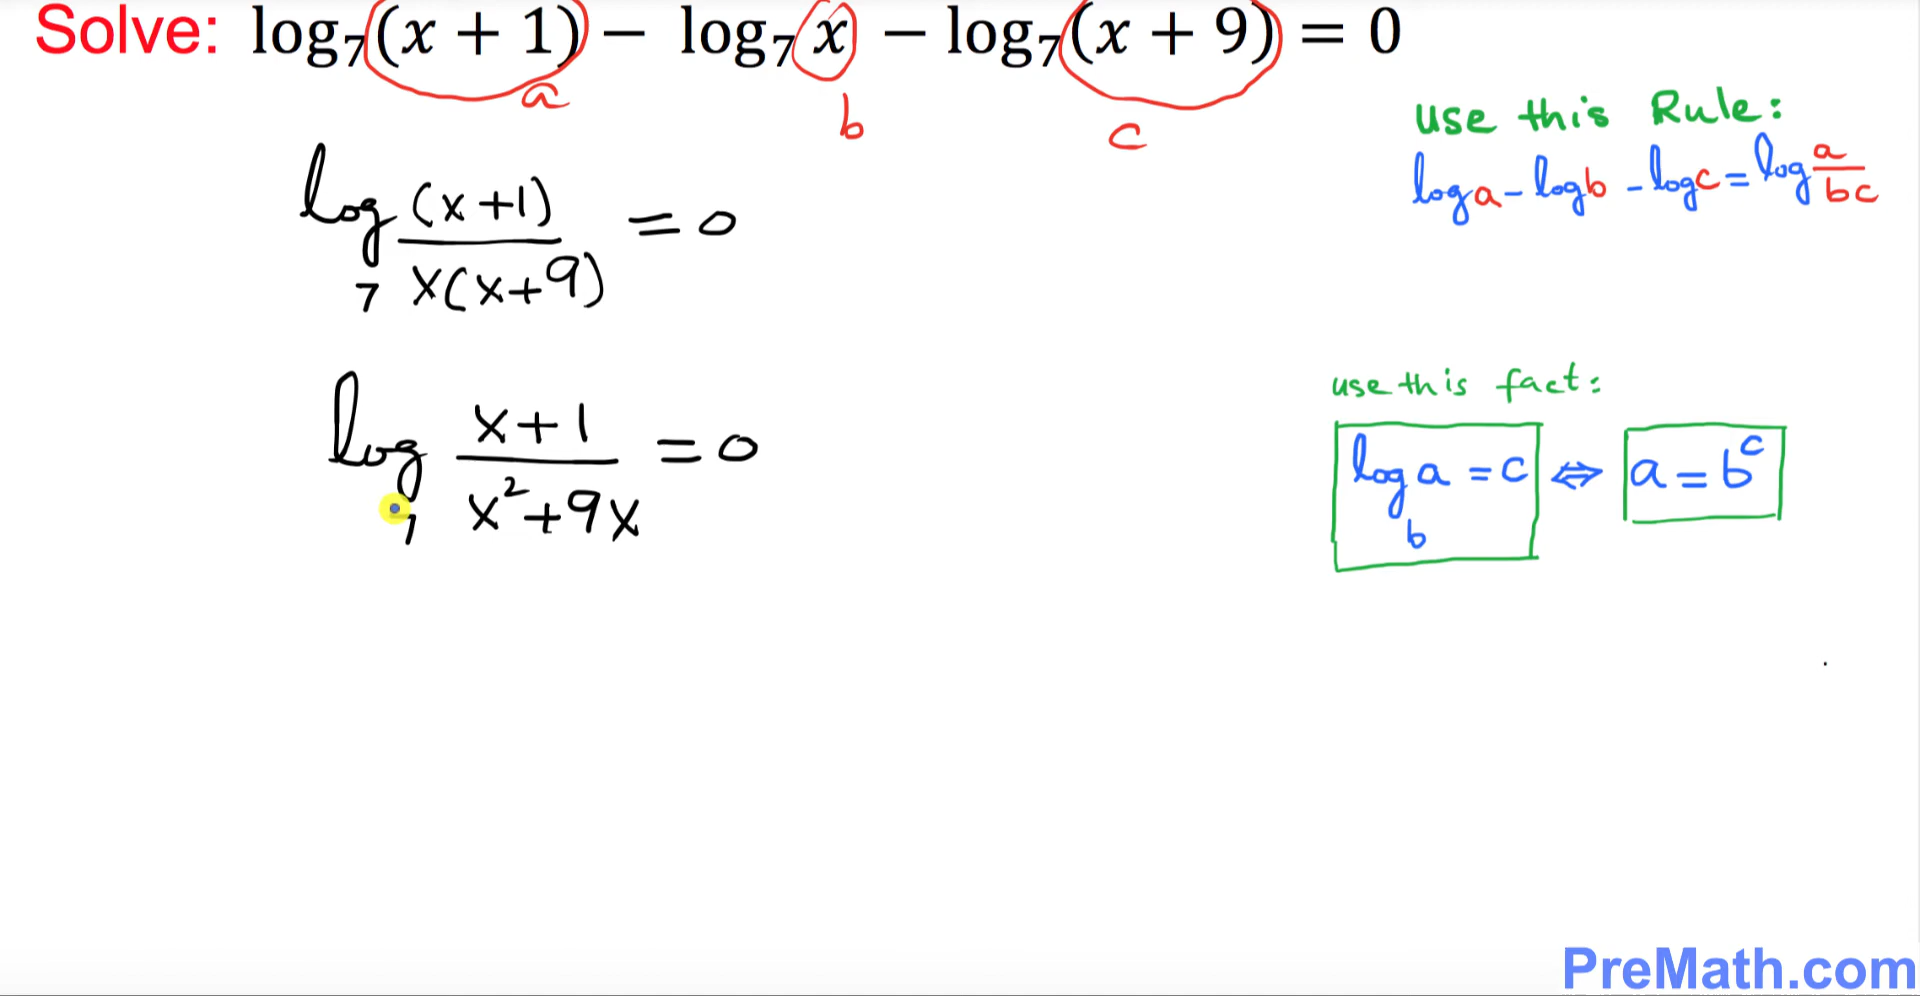 Solve: log₇(x + 1) − log₇ x − log₇(x + 9) = 0
a
b
c
use this Rule:
log a - log b - log c = log a/bc
log₇ (x+1)/x(x+9) = 0
log₇ x+1/x²+9x = 0
use this fact:
log_b a = c ⇔ a = b^c
PreMath.com